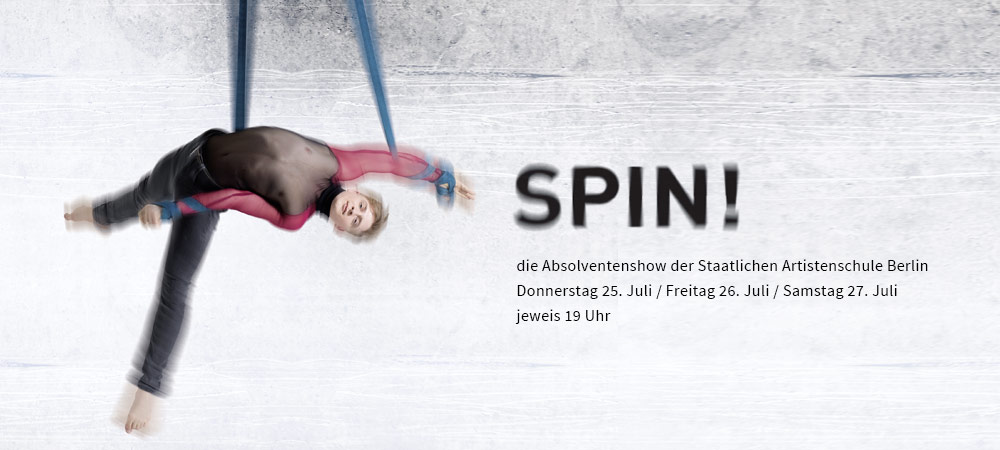 SPIN!
die Absolventenshow der Staatlichen Artistenschule Berlin
Donnerstag 25. Juli / Freitag 26. Juli / Samstag 27. Juli
jeweis 19 Uhr